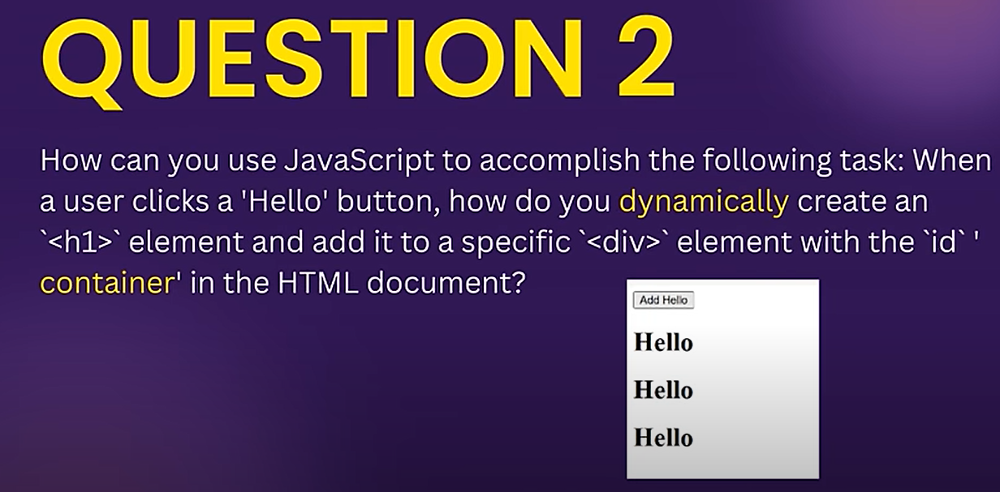 QUESTION 2
How can you use JavaScript to accomplish the following task: When
a user clicks a 'Hello' button, how do you dynamically create an
`<h1>` element and add it to a specific `<div>` element with the `id` '
container' in the HTML document?
Add Hello
Hello
Hello
Hello